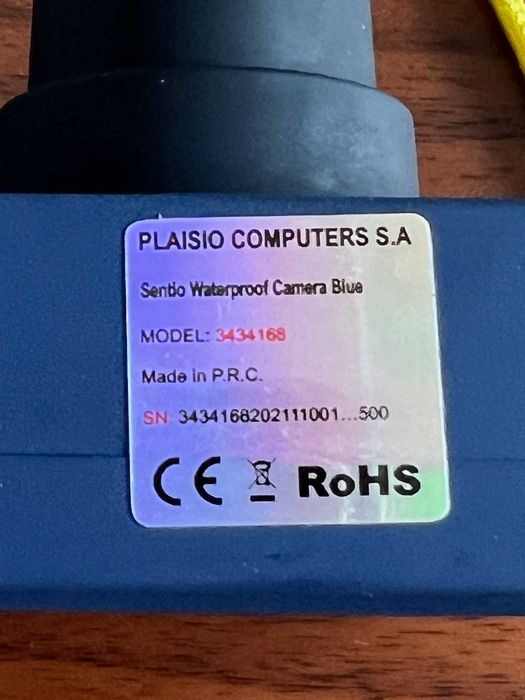 PLAISIO COMPUTERS S.A
Sentio Waterproof Camera Blue
MODEL: 3434168
Made in P.R.C.
SN 3434168202111001...500
CE RoHS